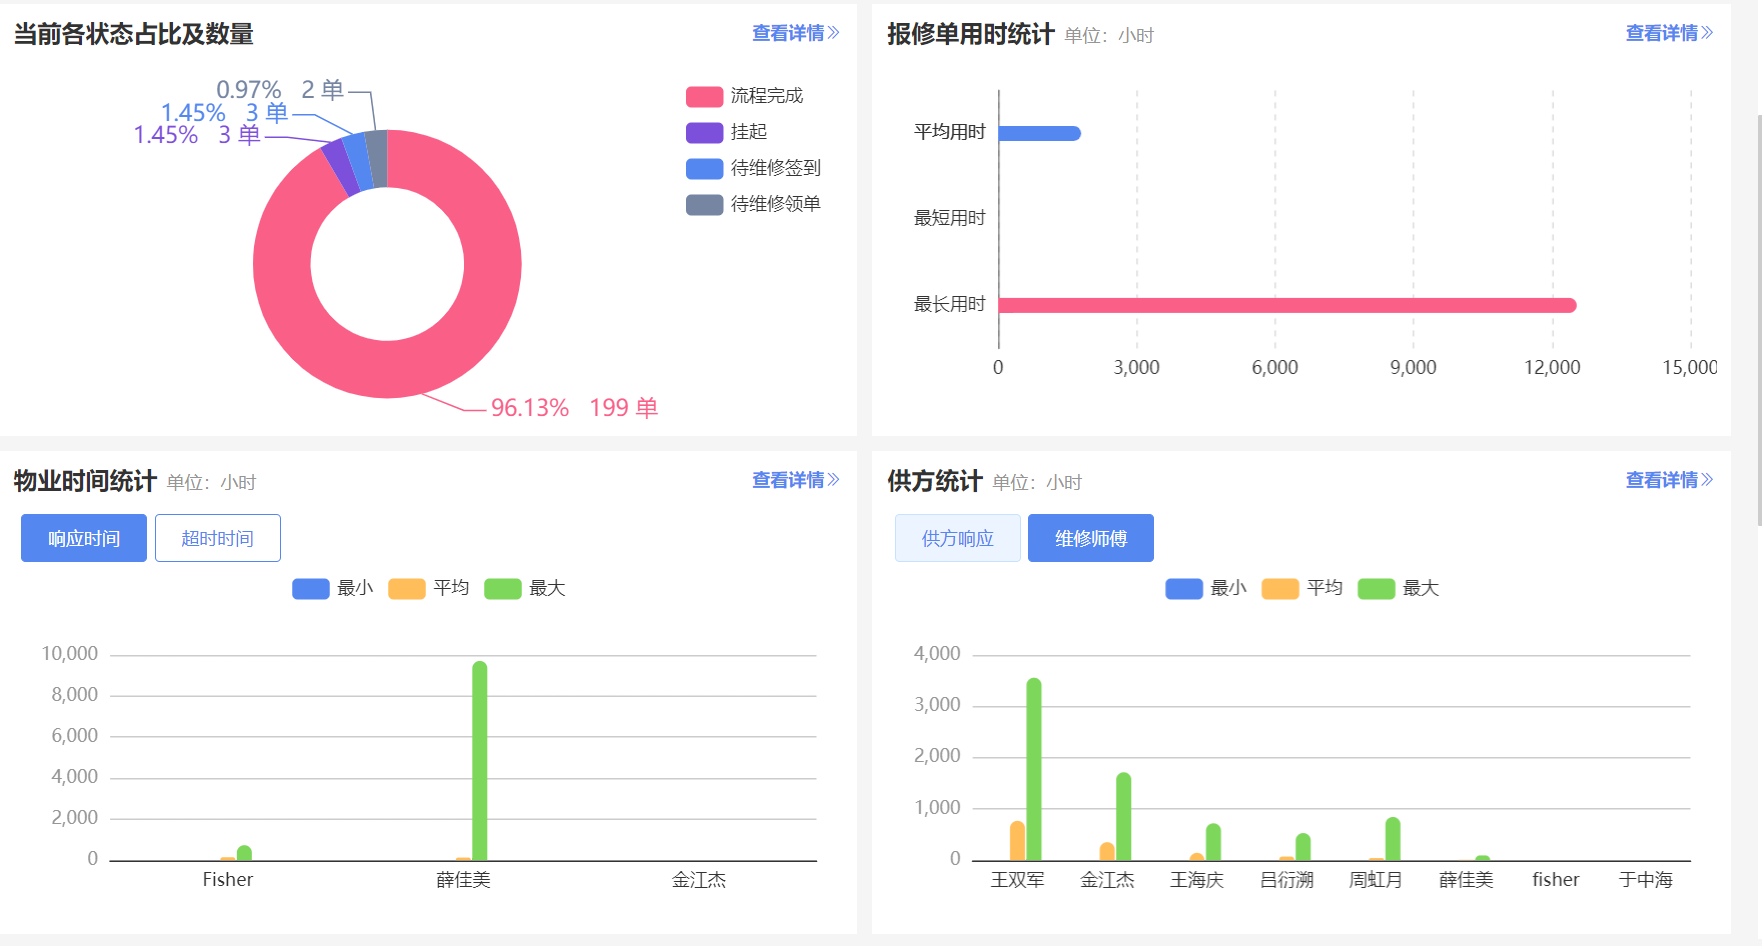 当前各状态占比及数量
查看详情
0.97% 2 单
1.45% 3 单
1.45% 3 单
96.13% 199 单
流程完成
挂起
待维修签到
待维修领单
报修单用时统计 单位：小时
查看详情
平均用时
最短用时
最长用时
0 3,000 6,000 9,000 12,000 15,000
物业时间统计 单位：小时
查看详情
响应时间 超时时间
最小 平均 最大
10,000
8,000
6,000
4,000
2,000
0
Fisher 薛佳美 金江杰
供方统计 单位：小时
查看详情
供方响应 维修师傅
最小 平均 最大
4,000
3,000
2,000
1,000
0
王双军 金江杰 王海庆 吕衍溯 周虹月 薛佳美 fisher 于中海